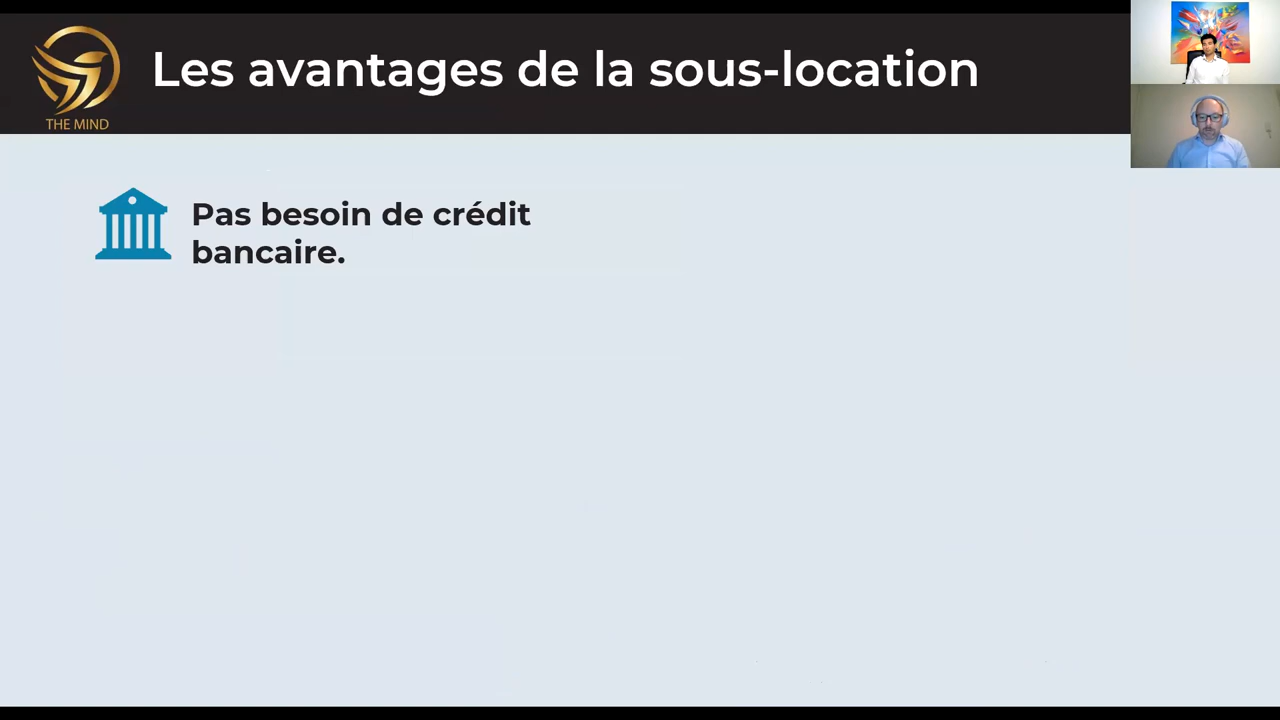 Les avantages de la sous-location
THE MIND
Pas besoin de crédit
bancaire.